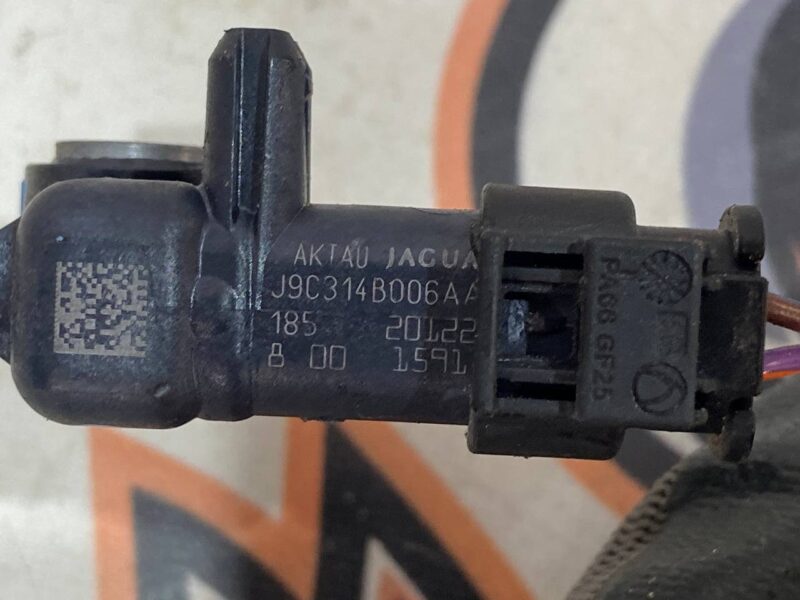 AKTAU JAGUA
J9C314B006AA
185 20122
8 00 1591
PA66 GF25